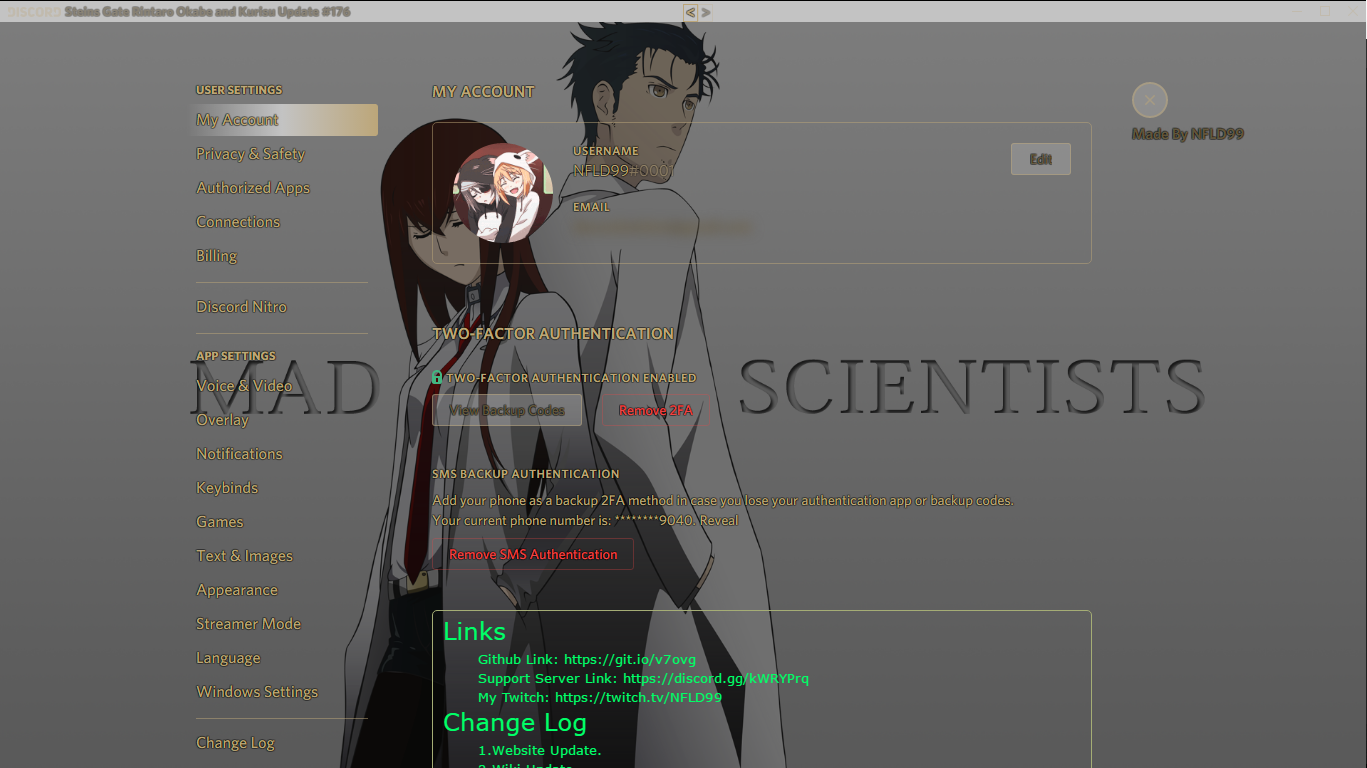 DISCORD Steins Gate Rintaro Okabe and Kurisu Update #176
< >
USER SETTINGS
My Account
Privacy & Safety
Authorized Apps
Connections
Billing
Discord Nitro
APP SETTINGS
Voice & Video
Overlay
Notifications
Keybinds
Games
Text & Images
Appearance
Streamer Mode
Language
Windows Settings
Change Log
MAD SCIENTISTS
MY ACCOUNT
USERNAME
NFLD99#0001
EMAIL
Edit
Made By NFLD99
TWO-FACTOR AUTHENTICATION
TWO-FACTOR AUTHENTICATION ENABLED
View Backup Codes Remove 2FA
SMS BACKUP AUTHENTICATION
Add your phone as a backup 2FA method in case you lose your authentication app or backup codes.
Your current phone number is: ********9040. Reveal
Remove SMS Authentication
Links
Github Link: https://git.io/v7ovg
Support Server Link: https://discord.gg/kWRYPrq
My Twitch: https://twitch.tv/NFLD99
Change Log
1.Website Update.
2.Wiki Update